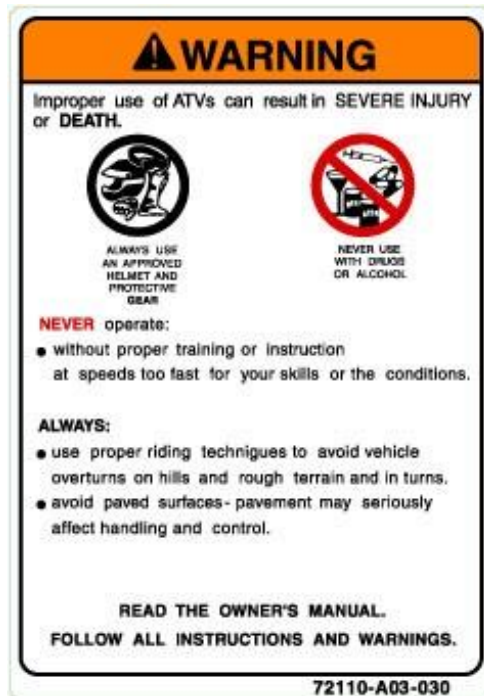 WARNING
Improper use of ATVs can result in SEVERE INJURY
or DEATH.
ALWAYS USE
AN APPROVED
HELMET AND
PROTECTIVE
GEAR
NEVER USE
WITH DRUGS
OR ALCOHOL
NEVER operate:
● without proper training or instruction
at speeds too fast for your skills or the conditions.
ALWAYS:
● use proper riding technigues to avoid vehicle
overturns on hills and rough terrain and in turns.
● avoid paved surfaces- pavement may seriously
affect handling and control.
READ THE OWNER'S MANUAL.
FOLLOW ALL INSTRUCTIONS AND WARNINGS.
72110-A03-030